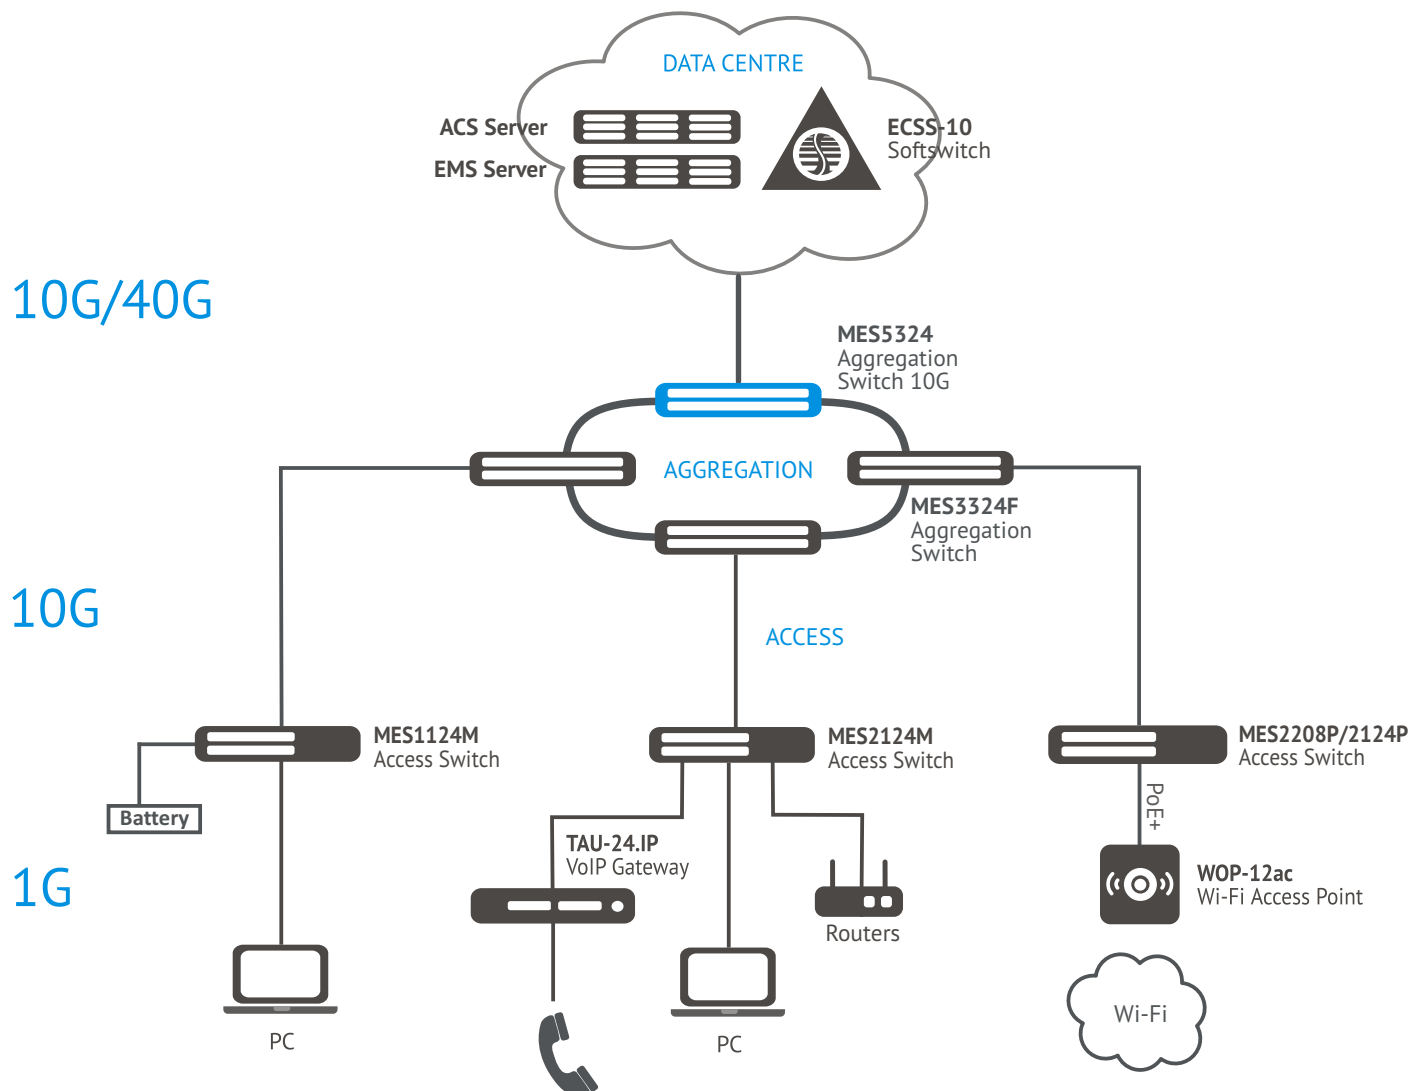 DATA CENTRE
ACS Server
EMS Server
ECSS-10
Softswitch
10G/40G
MES5324
Aggregation
Switch 10G
AGGREGATION
MES3324F
Aggregation
Switch
10G
ACCESS
MES1124M
Access Switch
MES2124M
Access Switch
MES2208P/2124P
Access Switch
PoE+
Battery
1G
TAU-24.IP
VoIP Gateway
Routers
WOP-12ac
Wi-Fi Access Point
PC
PC
Wi-Fi